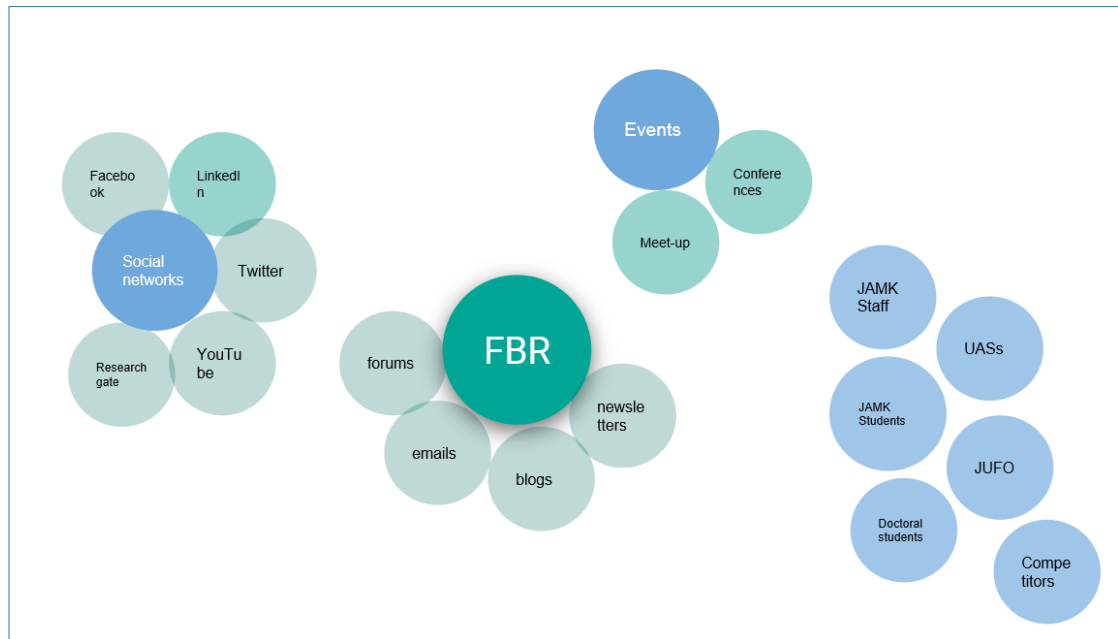 Facebo
ok
LinkedI
n
Social
networks
Twitter
Research
gate
YouTu
be
Events
Confere
nces
Meet-up
FBR
forums
emails
blogs
newsle
tters
JAMK
Staff
UASs
JAMK
Students
JUFO
Doctoral
students
Compe
titors